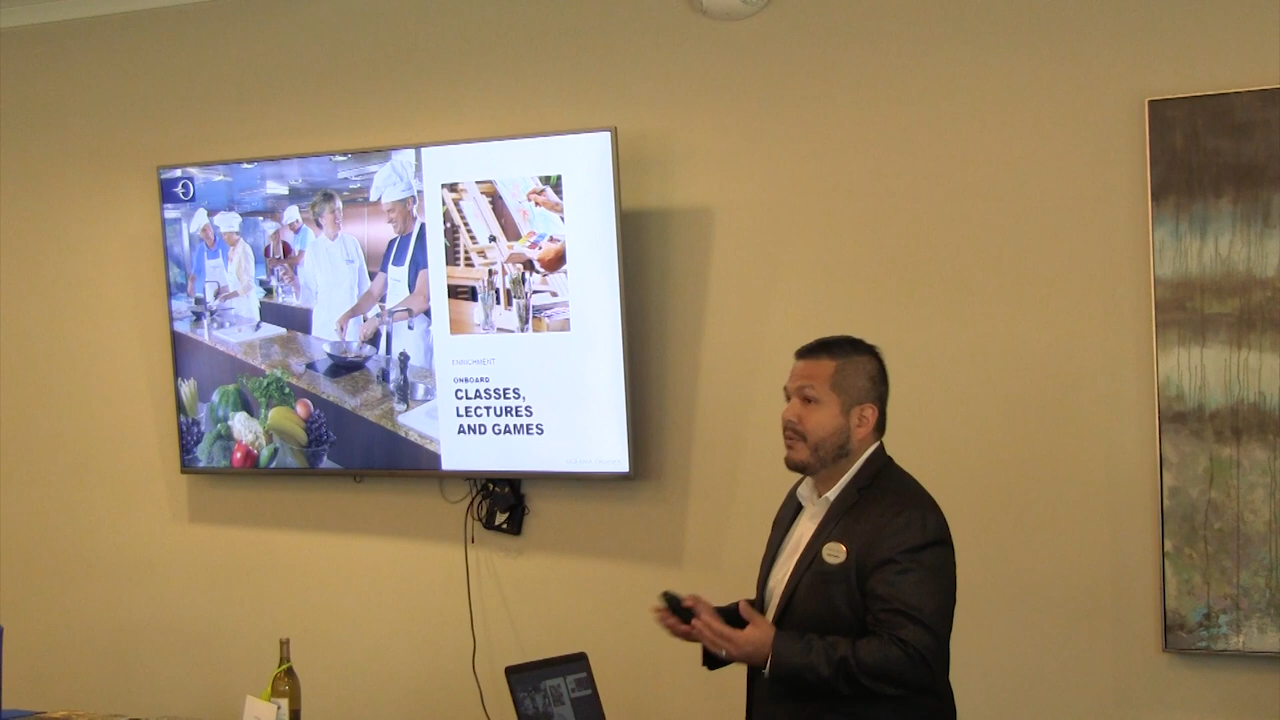 ENRICHMENT
ONBOARD
CLASSES,
LECTURES
AND GAMES